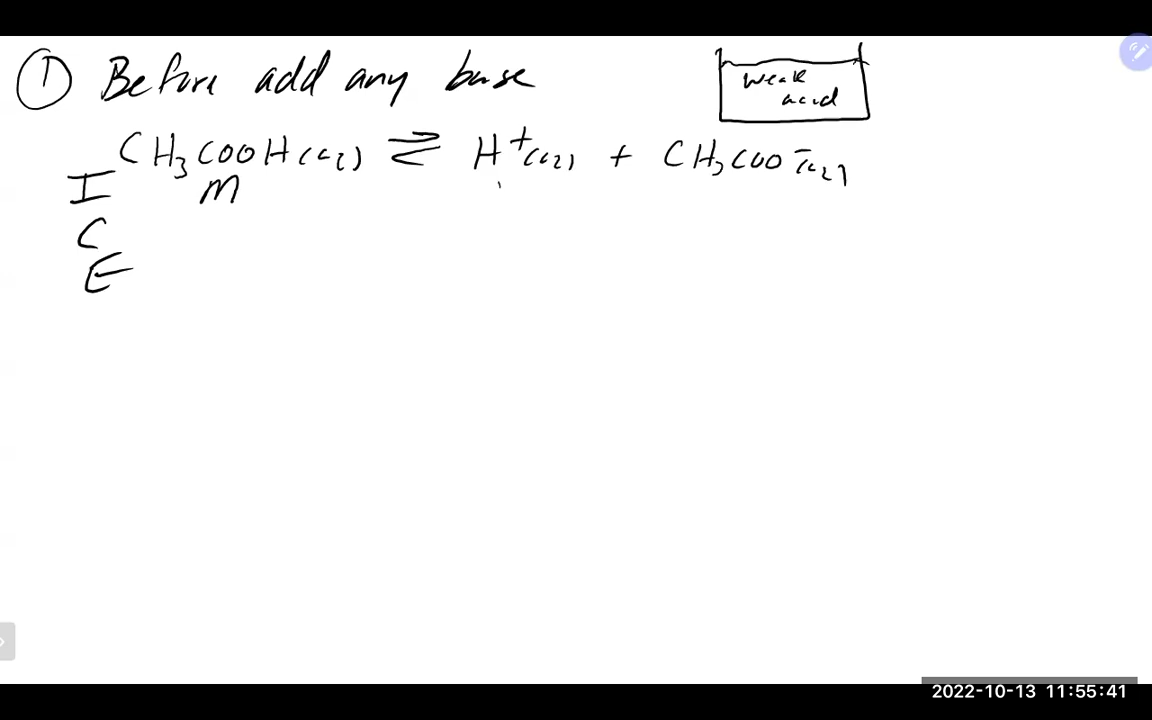 ① Before add any base
weak
acid
CH₃COOH(aq) ⇌ H⁺(aq) + CH₃COO⁻(aq)
I M
C
E
2022-10-13 11:55:41